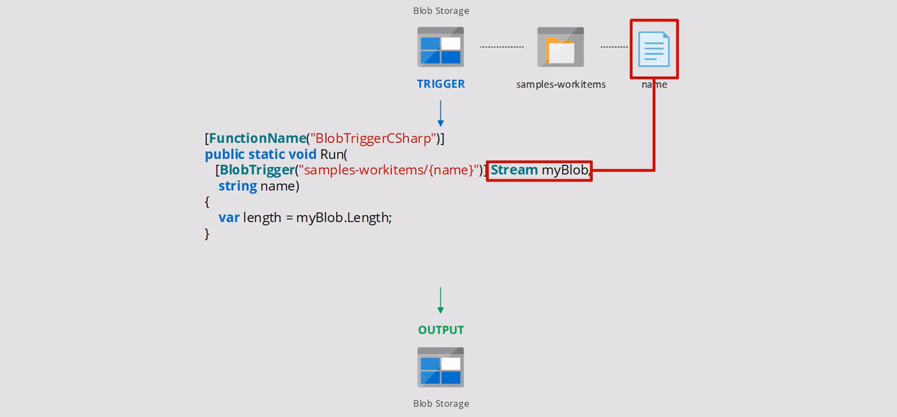 Blob Storage
TRIGGER
samples-workitems
name
[FunctionName("BlobTriggerCSharp")]
public static void Run(
[BlobTrigger("samples-workitems/{name}")] Stream myBlob,
string name)
{
var length = myBlob.Length;
}
OUTPUT
Blob Storage